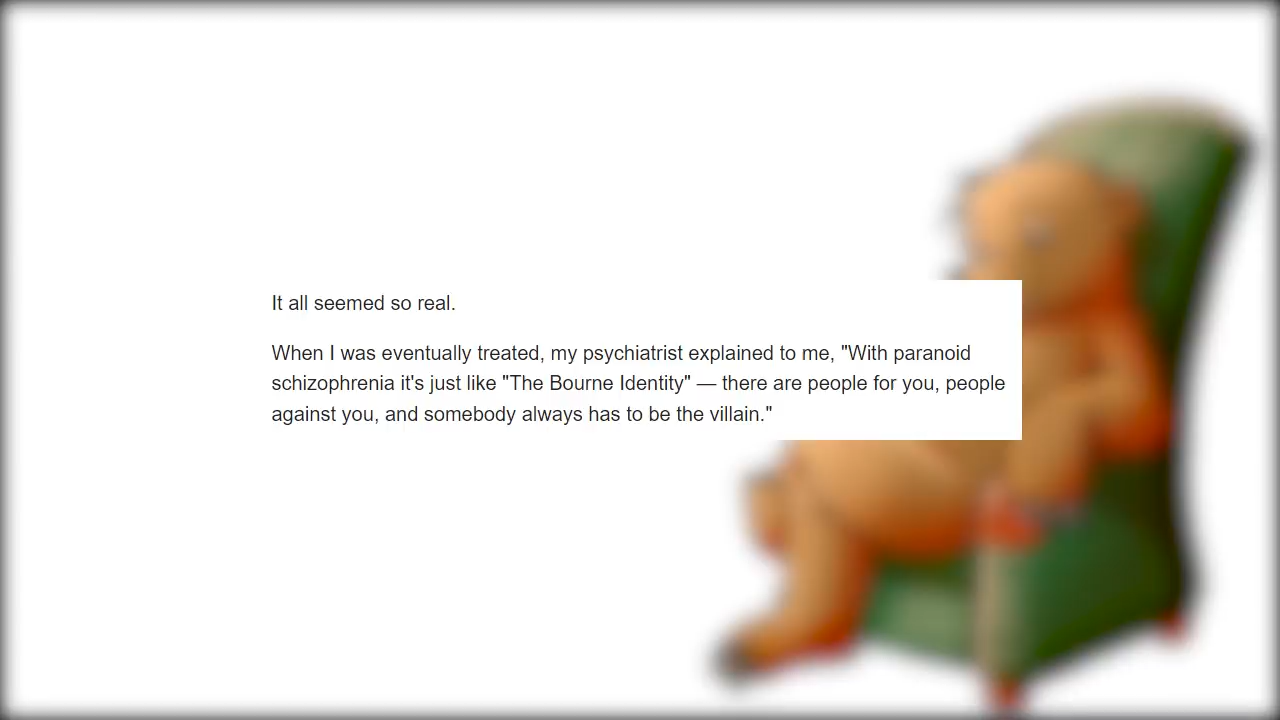 It all seemed so real.
When I was eventually treated, my psychiatrist explained to me, "With paranoid
schizophrenia it's just like "The Bourne Identity" — there are people for you, people
against you, and somebody always has to be the villain."